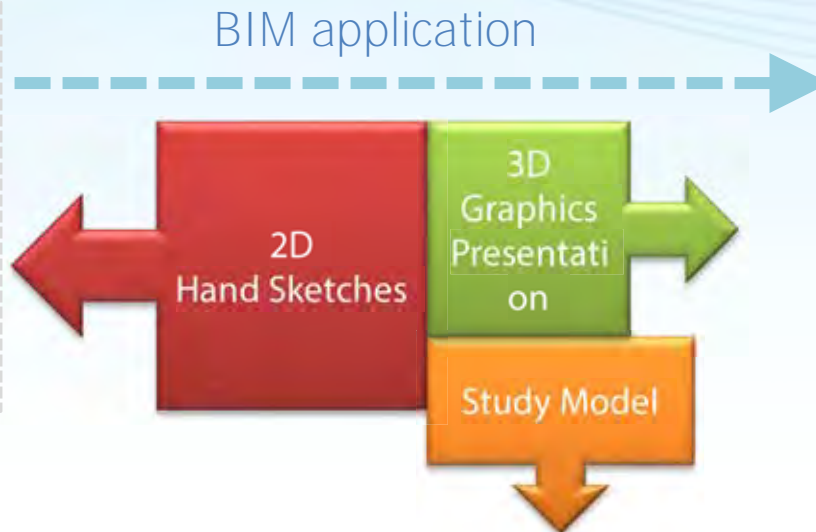 BIM application
2D
Hand Sketches
3D
Graphics
Presentati
on
Study Model